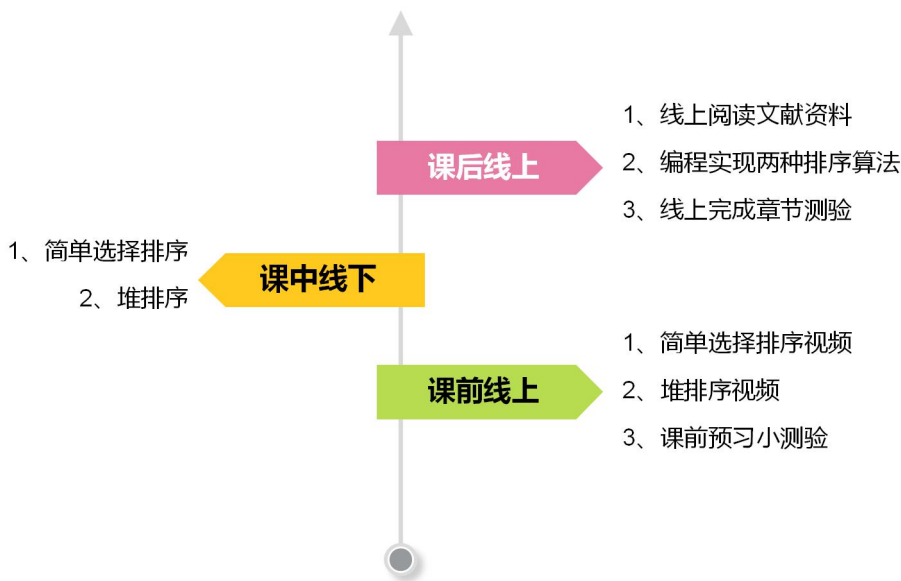 课后线上
1、线上阅读文献资料
2、编程实现两种排序算法
3、线上完成章节测验
课中线下
1、简单选择排序
2、堆排序
课前线上
1、简单选择排序视频
2、堆排序视频
3、课前预习小测验